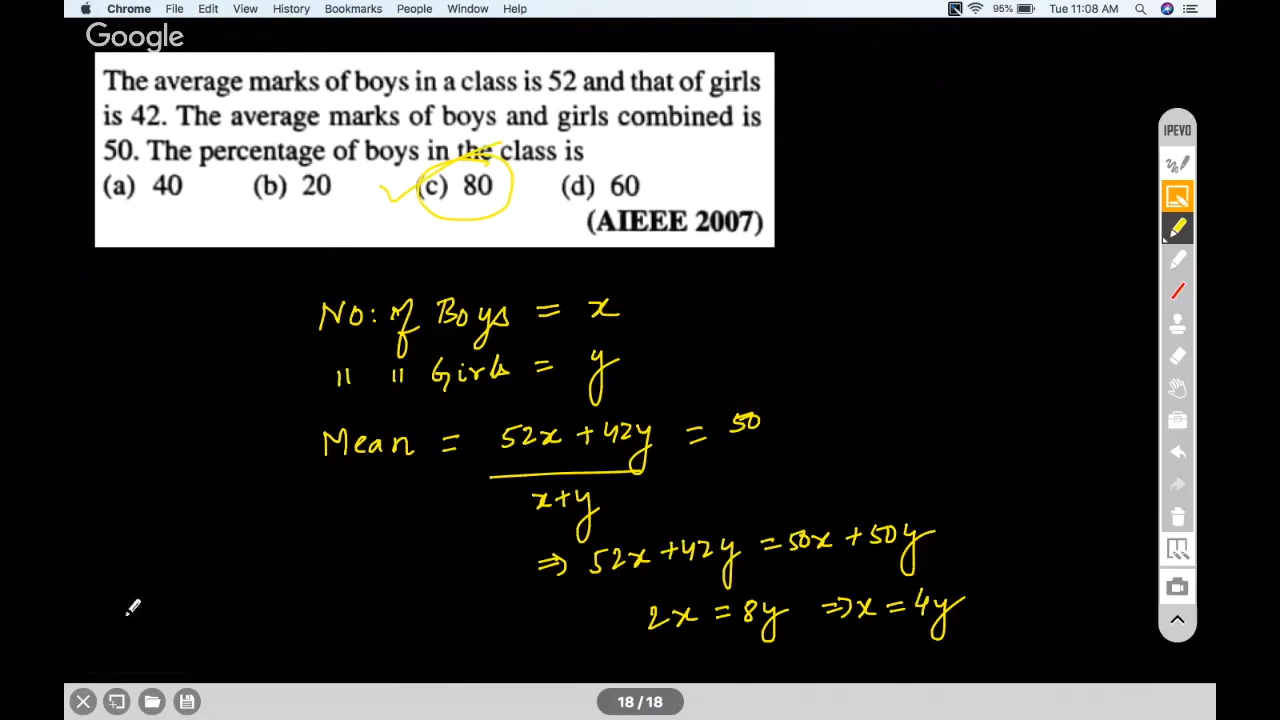 Chrome File Edit View History Bookmarks People Window Help 95% Tue 11:08 AM
Google
The average marks of boys in a class is 52 and that of girls
is 42. The average marks of boys and girls combined is
50. The percentage of boys in the class is
(a) 40 (b) 20 (c) 80 (d) 60
(AIEEE 2007)
IPEVO
No: of Boys = x
" " Girls = y
Mean = 52x + 42y = 50
x+y
⇒ 52x + 42y = 50x + 50y
2x = 8y ⇒ x = 4y
18 / 18